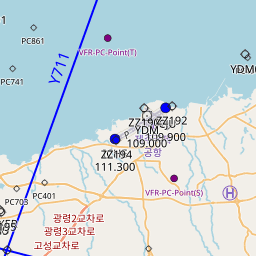 PC861
VFR-PC-Point(T)
Y711
PC741
YDM
ZZ192
YDM
109.900
109.000
ZZ194
111.300
공항
PC401
VFR-PC-Point(S)
PC703
광령2교차로
광령3교차로
고성교차로
H